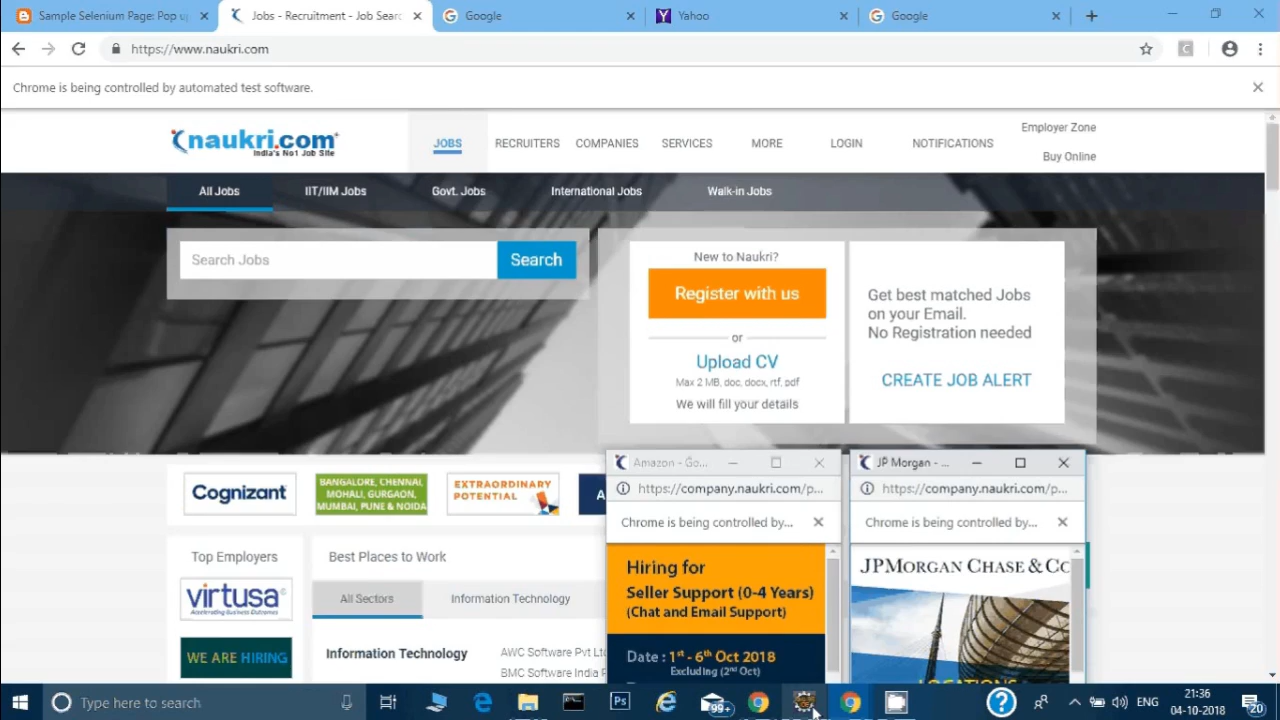 Sample Selenium Page: Pop u
Jobs - Recruitment - Job Searc
Google
Yahoo
Google
https://www.naukri.com
Chrome is being controlled by automated test software.
naukri.com
India's No1 Job Site
JOBS
RECRUITERS
COMPANIES
SERVICES
MORE
LOGIN
NOTIFICATIONS
Employer Zone
Buy Online
All Jobs
IIT/IIM Jobs
Govt. Jobs
International Jobs
Walk-in Jobs
Search Jobs
Search
New to Naukri?
Register with us
or
Upload CV
Max 2 MB, doc, docx, rtf, pdf
We will fill your details
Get best matched Jobs
on your Email.
No Registration needed
CREATE JOB ALERT
Cognizant
BANGALORE, CHENNAI,
MOHALI, GURGAON,
MUMBAI, PUNE & NOIDA
EXTRAORDINARY
POTENTIAL
A
Top Employers
virtusa
Accelerating Business Outcomes
WE ARE HIRING
Best Places to Work
All Sectors
Information Technology
Information Technology
AWC Software Pvt Ltd
BMC Software India P
Amazon - Go...
https://company.naukri.com/p...
Chrome is being controlled by...
Hiring for
Seller Support (0-4 Years)
(Chat and Email Support)
Date : 1st - 6th Oct 2018
Excluding (2nd Oct)
JP Morgan - ...
https://company.naukri.com/p...
Chrome is being controlled by...
JPMORGAN CHASE & CO
LOCATIONS
Type here to search
Ps
99+
ENG
21:36
04-10-2018
20